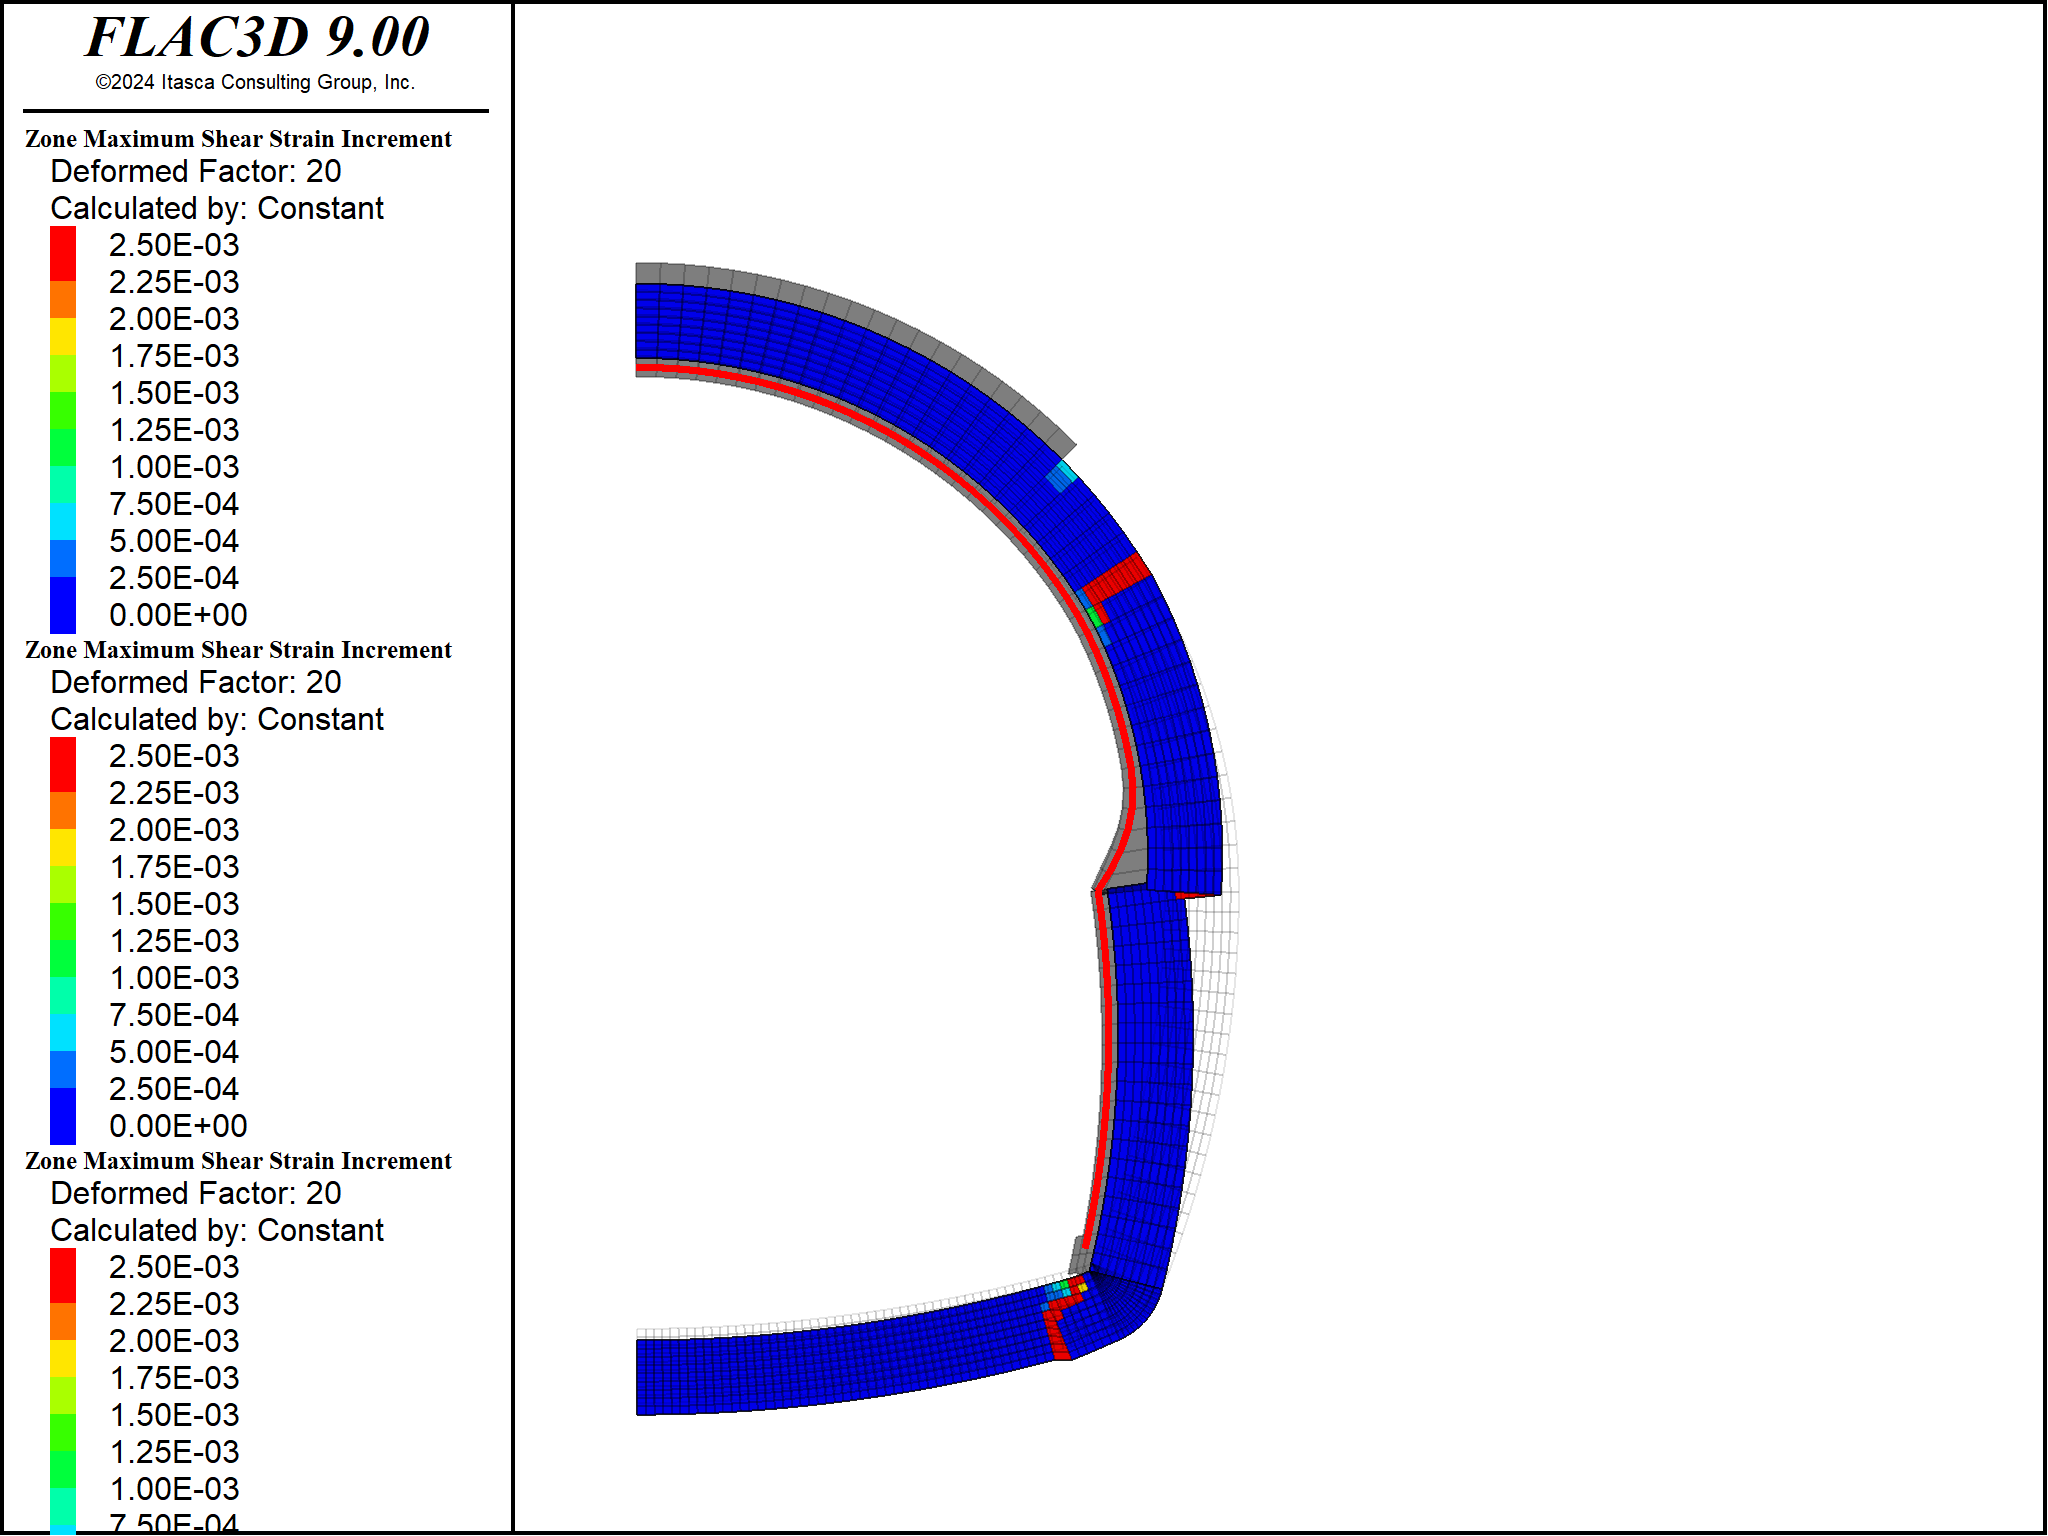 FLAC3D 9.00
©2024 Itasca Consulting Group, Inc.
Zone Maximum Shear Strain Increment
Deformed Factor: 20
Calculated by: Constant
2.50E-03
2.25E-03
2.00E-03
1.75E-03
1.50E-03
1.25E-03
1.00E-03
7.50E-04
5.00E-04
2.50E-04
0.00E+00
Zone Maximum Shear Strain Increment
Deformed Factor: 20
Calculated by: Constant
2.50E-03
2.25E-03
2.00E-03
1.75E-03
1.50E-03
1.25E-03
1.00E-03
7.50E-04
5.00E-04
2.50E-04
0.00E+00
Zone Maximum Shear Strain Increment
Deformed Factor: 20
Calculated by: Constant
2.50E-03
2.25E-03
2.00E-03
1.75E-03
1.50E-03
1.25E-03
1.00E-03
7.50E-04